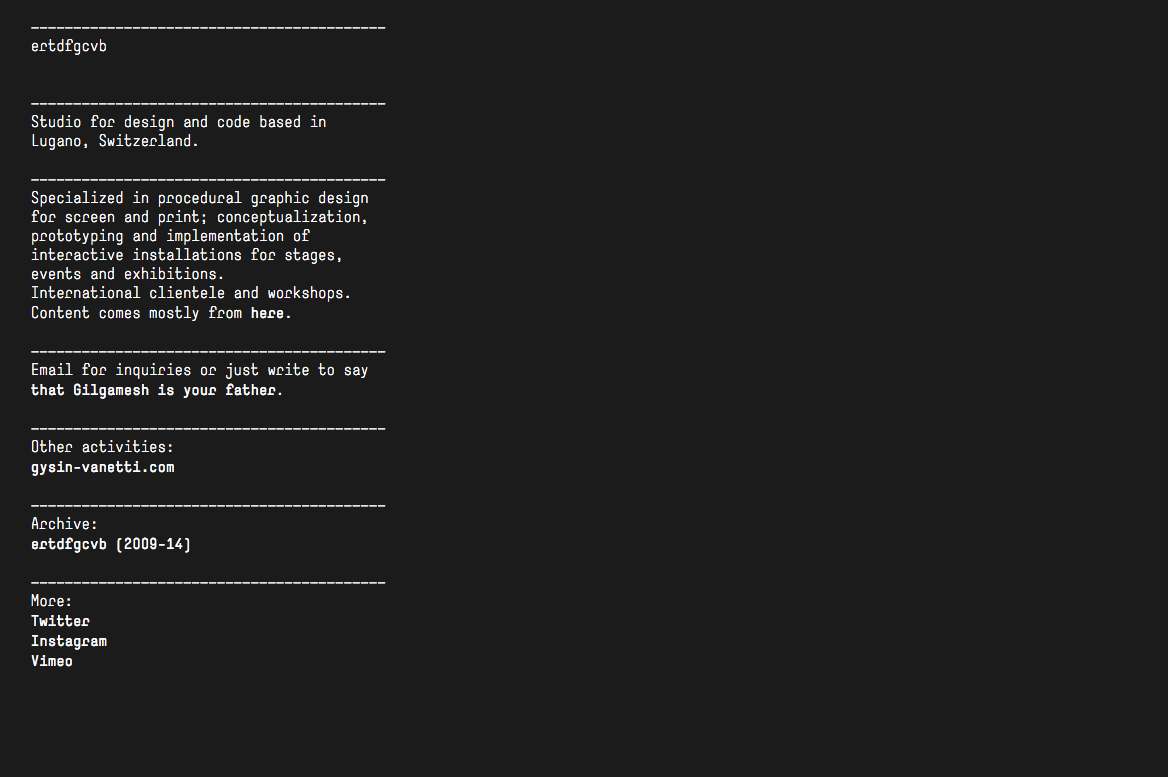 ------------------------------------------
ertdfgcvb
------------------------------------------
Studio for design and code based in
Lugano, Switzerland.
------------------------------------------
Specialized in procedural graphic design
for screen and print; conceptualization,
prototyping and implementation of
interactive installations for stages,
events and exhibitions.
International clientele and workshops.
Content comes mostly from here.
------------------------------------------
Email for inquiries or just write to say
that Gilgamesh is your father.
------------------------------------------
Other activities:
gysin-vanetti.com
------------------------------------------
Archive:
ertdfgcvb (2009-14)
------------------------------------------
More:
Twitter
Instagram
Vimeo